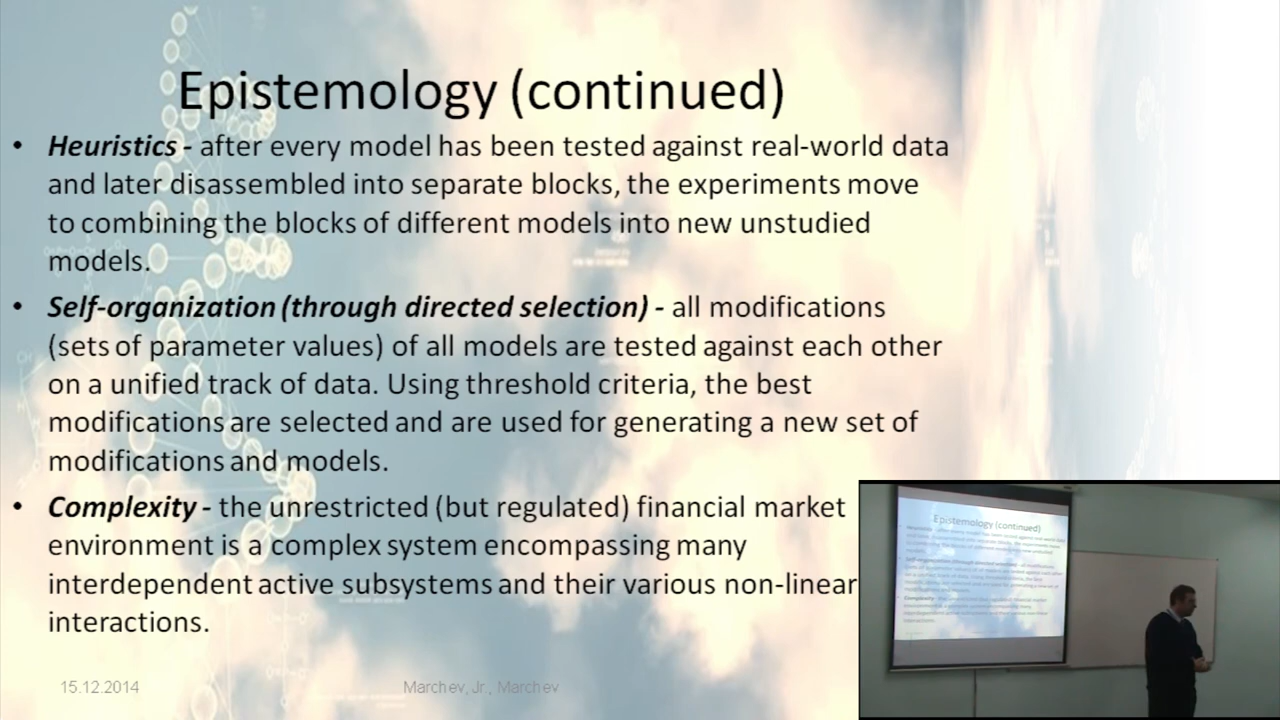 Epistemology (continued)
• Heuristics - after every model has been tested against real-world data
and later disassembled into separate blocks, the experiments move
to combining the blocks of different models into new unstudied
models.
• Self-organization (through directed selection) - all modifications
(sets of parameter values) of all models are tested against each other
on a unified track of data. Using threshold criteria, the best
modifications are selected and are used for generating a new set of
modifications and models.
• Complexity - the unrestricted (but regulated) financial market
environment is a complex system encompassing many
interdependent active subsystems and their various non-linear
interactions.
15.12.2014
Marchev, Jr., Marchev
Epistemology (continued)